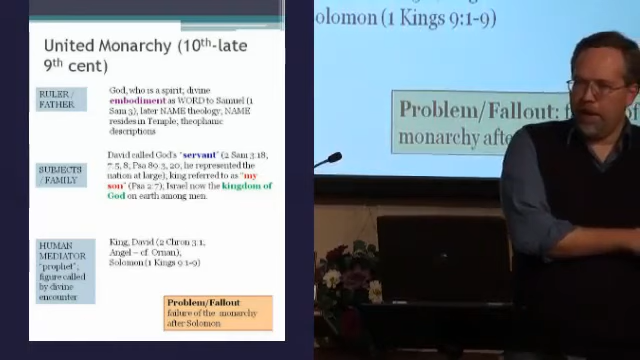 United Monarchy (10th-late
9th cent)
RULER /
FATHER
God, who is a spirit; divine
embodiment as WORD to Samuel (1
Sam 3), later NAME theology; NAME
resides in Temple; theophanic
descriptions
SUBJECTS
/ FAMILY
David called God's "servant" (2 Sam 3:18,
7:5, 8; Psa 89:3, 20; he represented the
nation at large), king referred to as "my
son" (Psa 2:7); Israel now the kingdom of
God on earth among men.
HUMAN
MEDIATOR
"prophet";
figure called
by divine
encounter
King, David (2 Chron 3:1;
Angel – cf. Ornan),
Solomon (1 Kings 9:1-9)
Problem/Fallout:
failure of the monarchy
after Solomon
Solomon (1 Kings 9:1-9)
Problem/Fallout: of
monarchy after